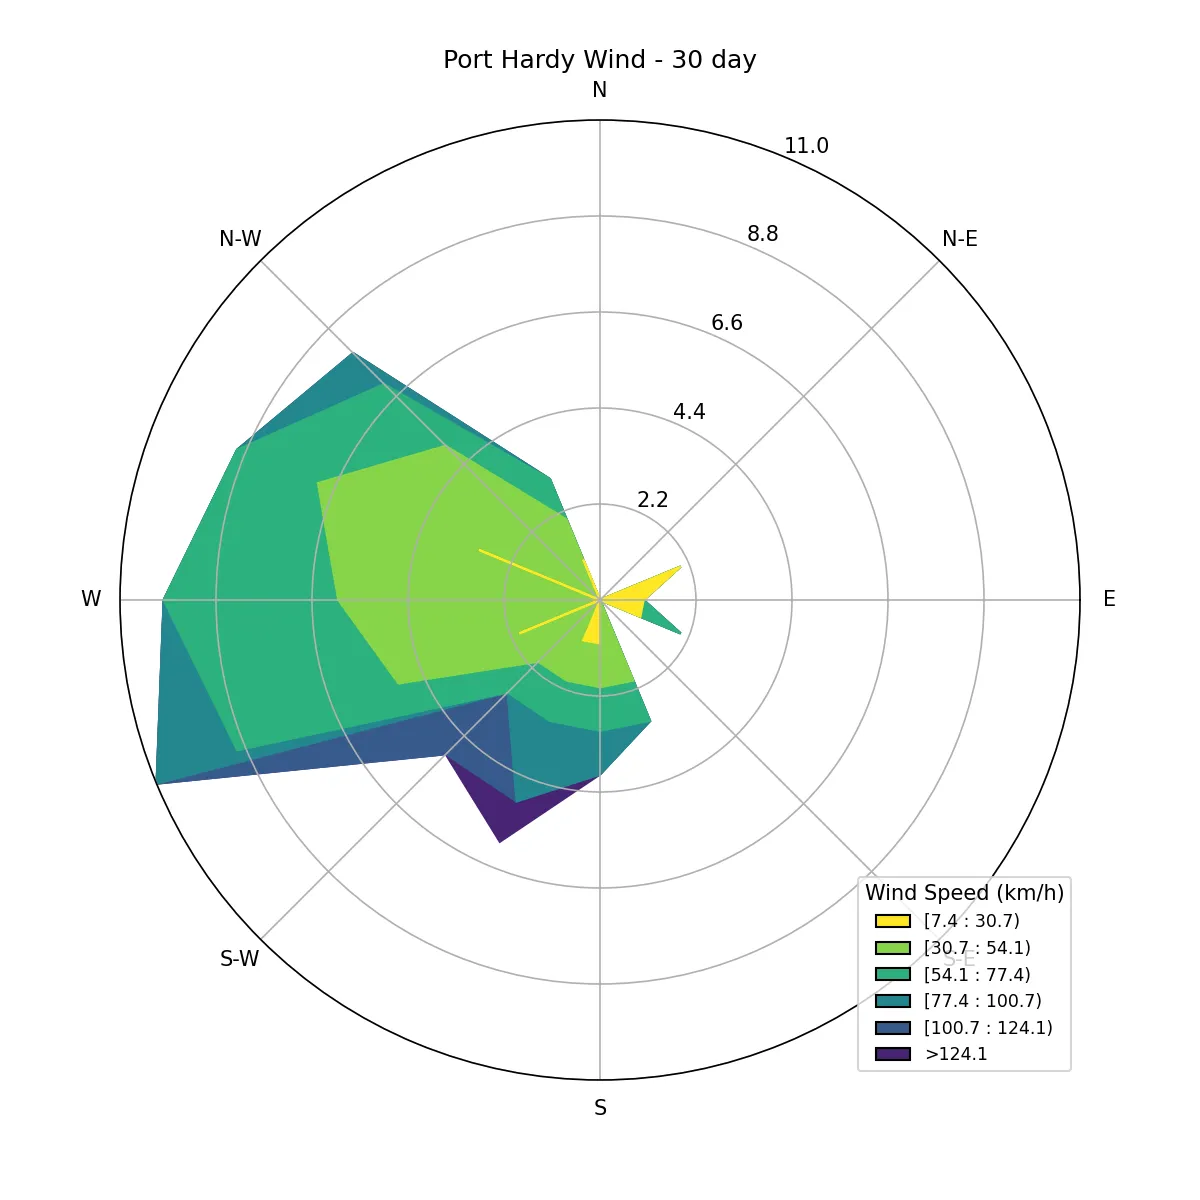 Port Hardy Wind - 30 day
N
11.0
8.8
N-W
N-E
6.6
4.4
2.2
W
E
Wind Speed (km/h)
[7.4 : 30.7)
[30.7 : 54.1)
S-W
S-E
[54.1 : 77.4)
[77.4 : 100.7)
[100.7 : 124.1)
>124.1
S